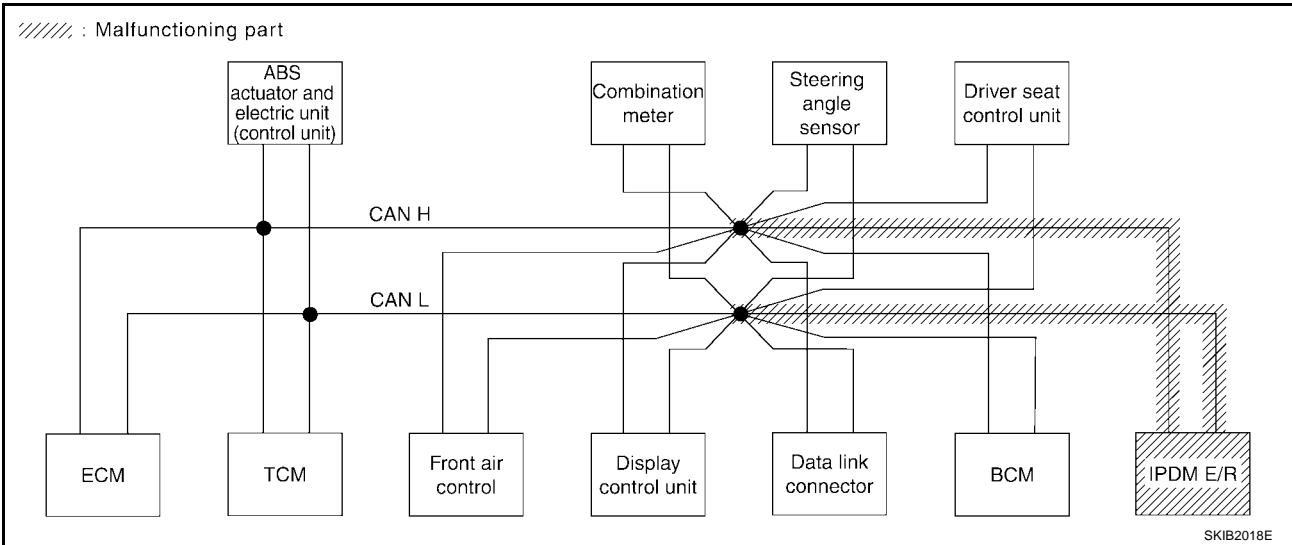 : Malfunctioning part
ABS
actuator and
electric unit
(control unit)
Combination
meter
Steering
angle
sensor
Driver seat
control unit
CAN H
CAN L
ECM
TCM
Front air
control
Display
control unit
Data link
connector
BCM
IPDM E/R
SKIB2018E